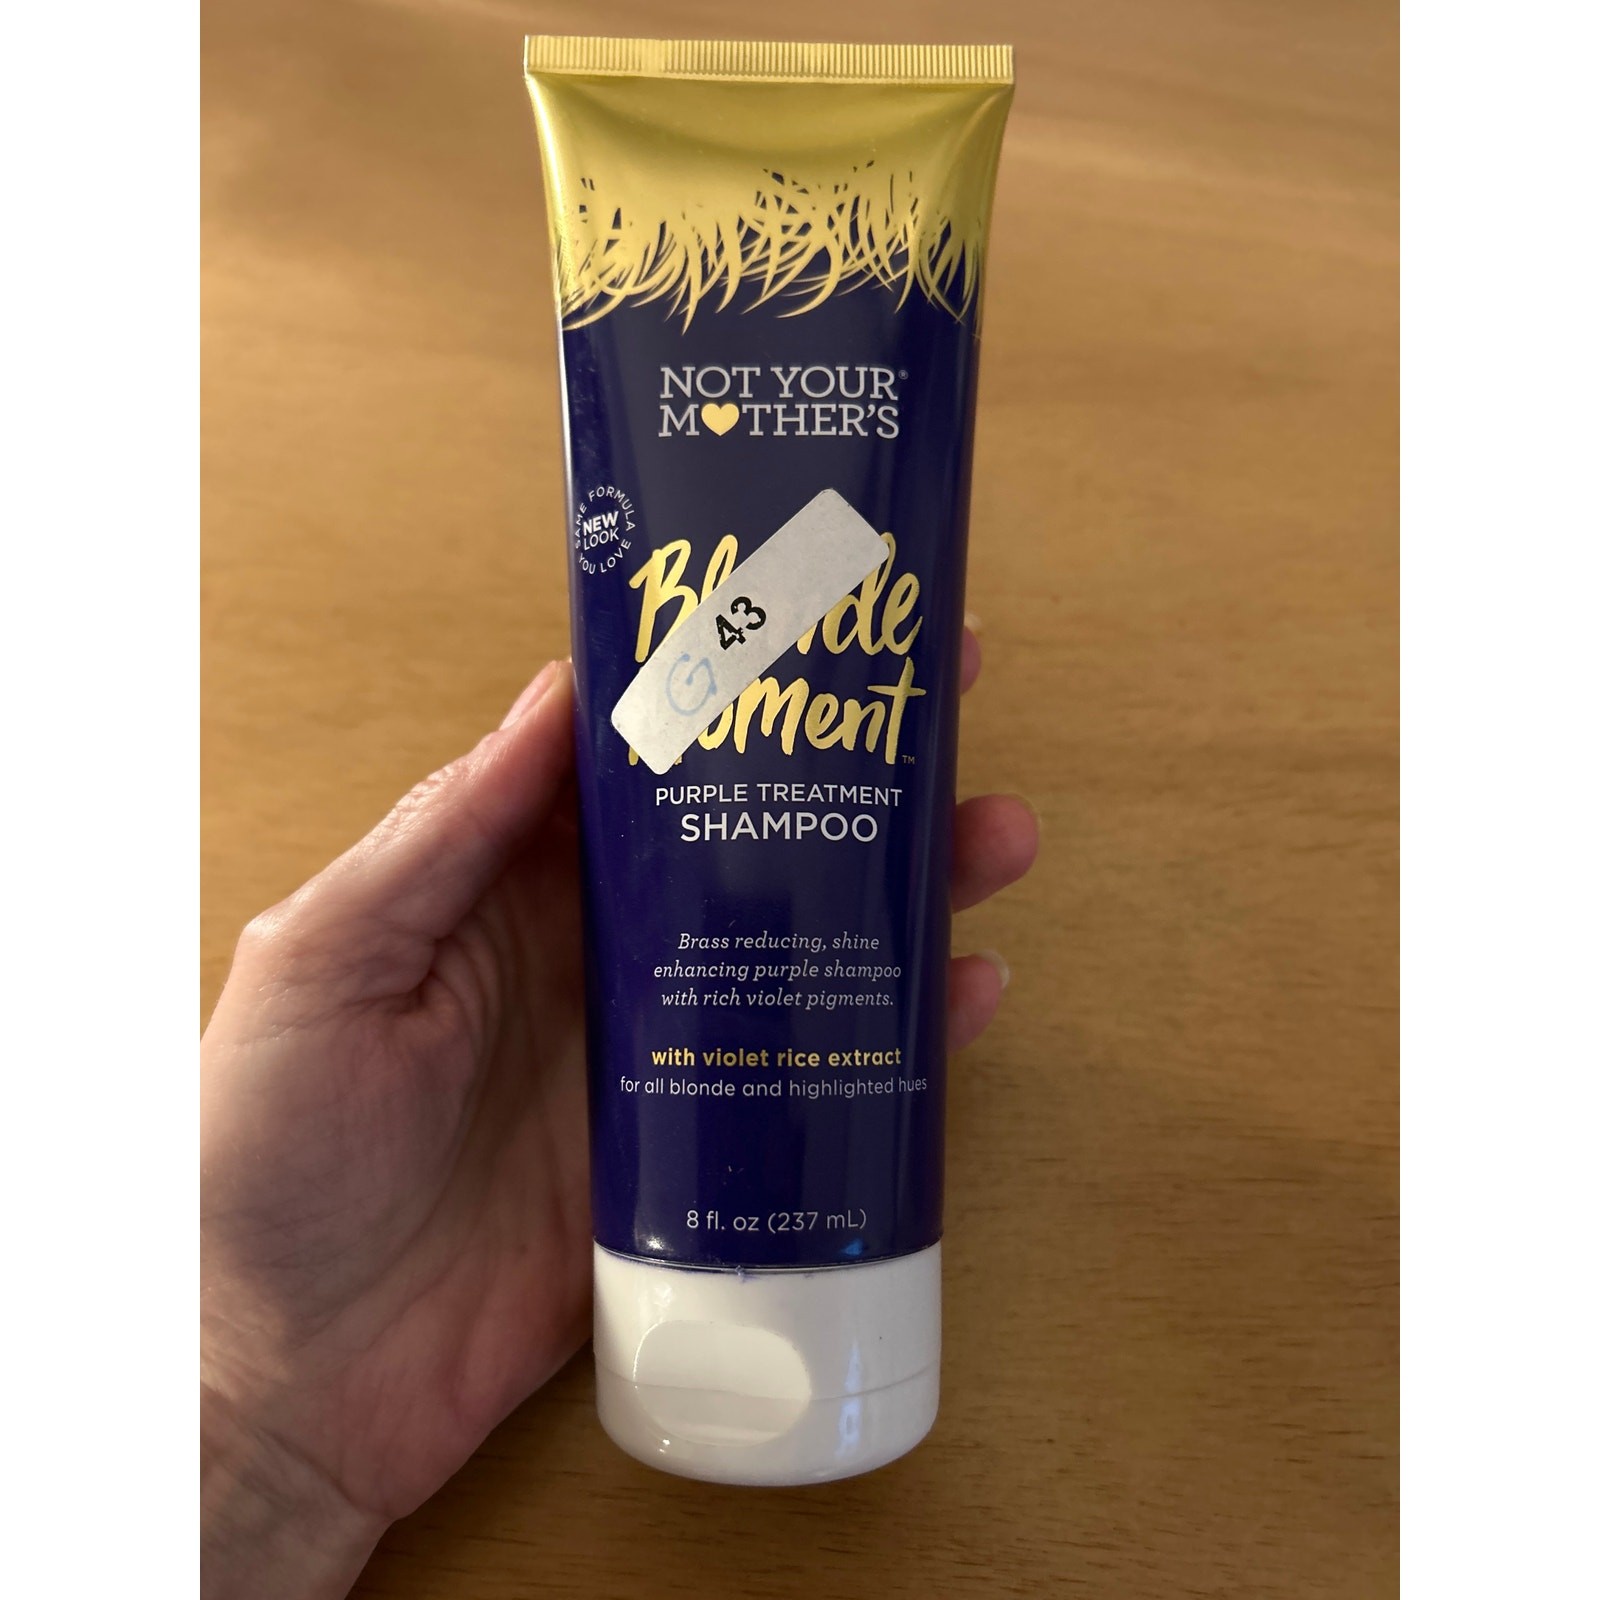 NOT YOUR®
MOTHER'S
SAME FORMULA
NEW
LOOK
YOU LOVE
43
G
Moment™
PURPLE TREATMENT
SHAMPOO
Brass reducing, shine
enhancing purple shampoo
with rich violet pigments.
with violet rice extract
for all blonde and highlighted hues
8 fl. oz (237 mL)